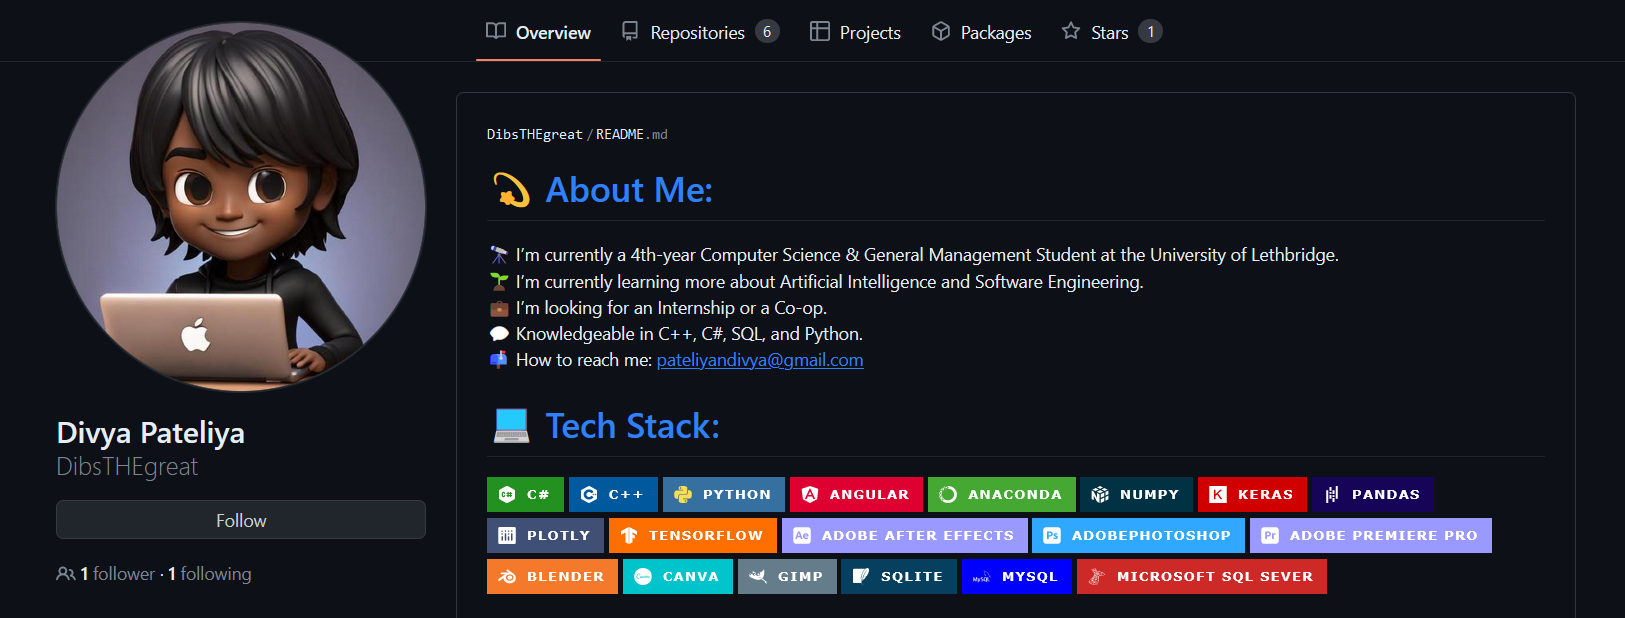 Overview Repositories 6 Projects Packages Stars 1
DibsTHEgreat/README.md
About Me:
I’m currently a 4th-year Computer Science & General Management Student at the University of Lethbridge.
I’m currently learning more about Artificial Intelligence and Software Engineering.
I’m looking for an Internship or a Co-op.
Knowledgeable in C++, C#, SQL, and Python.
How to reach me: pateliyandivya@gmail.com
Tech Stack:
C# C++ PYTHON ANGULAR ANACONDA NUMPY KERAS PANDAS
PLOTLY TENSORFLOW Ae ADOBE AFTER EFFECTS Ps ADOBEPHOTOSHOP Pr ADOBE PREMIERE PRO
BLENDER CANVA GIMP SQLITE MySQL MYSQL MICROSOFT SQL SEVER
Divya Pateliya
DibsTHEgreat
Follow
1 follower · 1 following